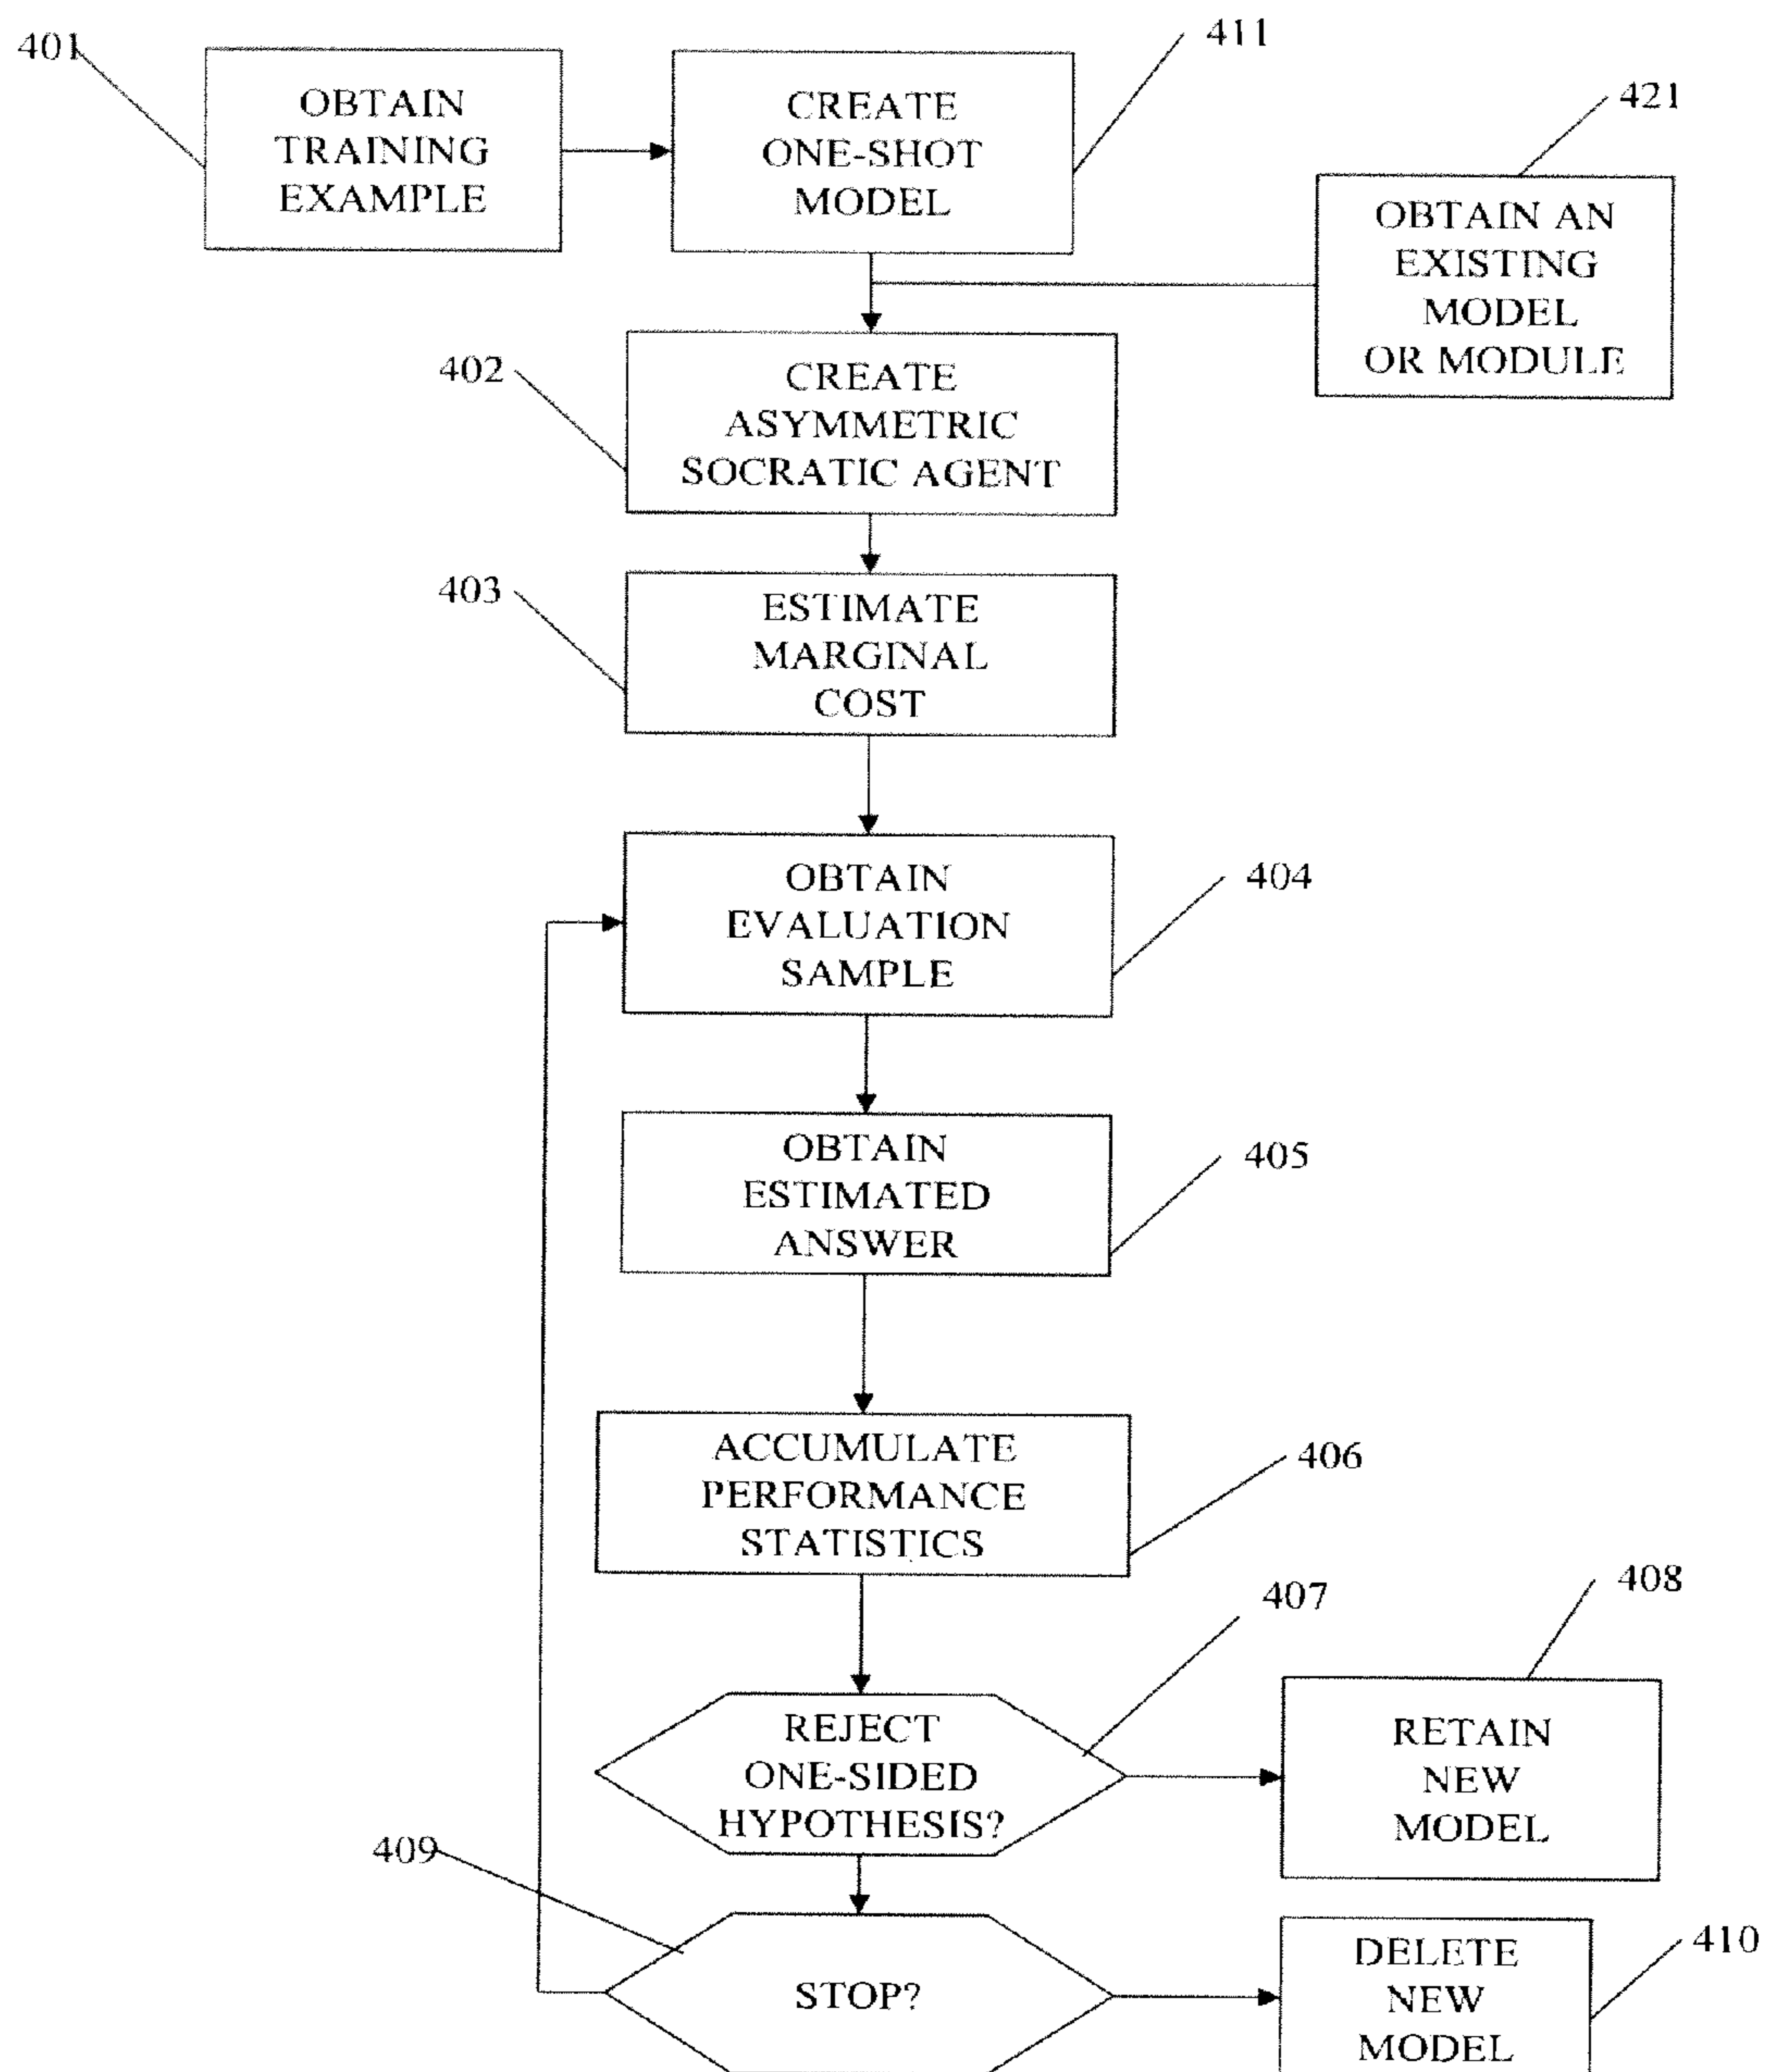 401
OBTAIN
TRAINING
EXAMPLE
CREATE
ONE-SHOT
MODEL
411
421
OBTAIN AN
EXISTING
MODEL
OR MODULE
402
CREATE
ASYMMETRIC
SOCRATIC AGENT
403
ESTIMATE
MARGINAL
COST
OBTAIN
EVALUATION
SAMPLE
404
OBTAIN
ESTIMATED
ANSWER
405
ACCUMULATE
PERFORMANCE
STATISTICS
406
REJECT
ONE-SIDED
HYPOTHESIS?
407
408
RETAIN
NEW
MODEL
409
STOP?
DELETE
NEW
MODEL
410